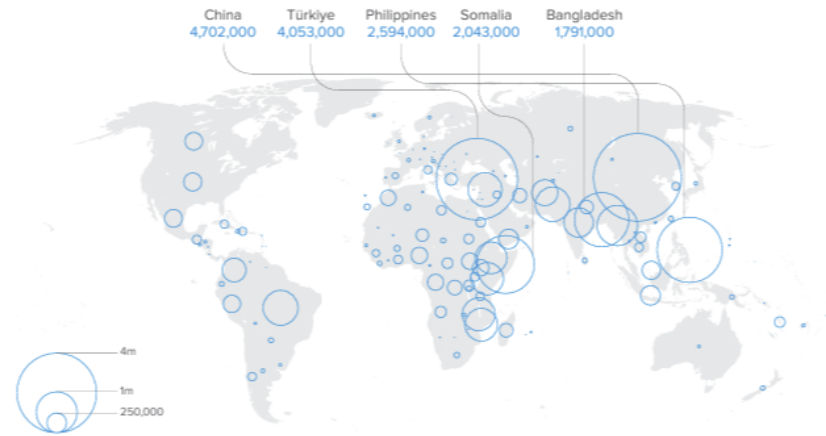 China Türkiye Philippines Somalia Bangladesh
4,702,000 4,053,000 2,594,000 2,043,000 1,791,000
4m
1m
250,000